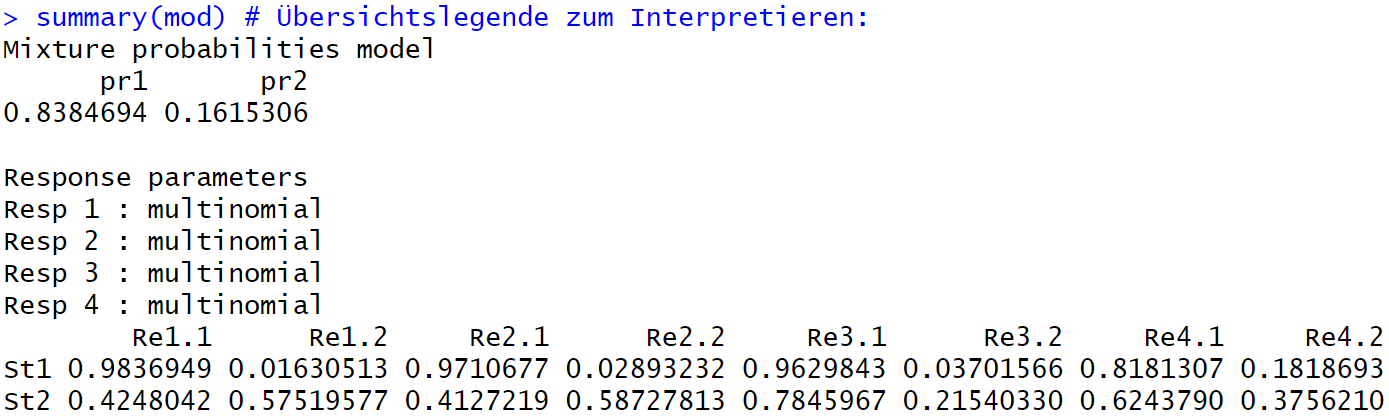 > summary(mod) # Übersichtslegende zum Interpretieren:
Mixture probabilities model
      pr1       pr2
0.8384694 0.1615306

Response parameters
Resp 1 : multinomial
Resp 2 : multinomial
Resp 3 : multinomial
Resp 4 : multinomial
        Re1.1      Re1.2     Re2.1      Re2.2     Re3.1      Re3.2     Re4.1     Re4.2
St1 0.9836949 0.01630513 0.9710677 0.02893232 0.9629843 0.03701566 0.8181307 0.1818693
St2 0.4248042 0.57519577 0.4127219 0.58727813 0.7845967 0.21540330 0.6243790 0.3756210